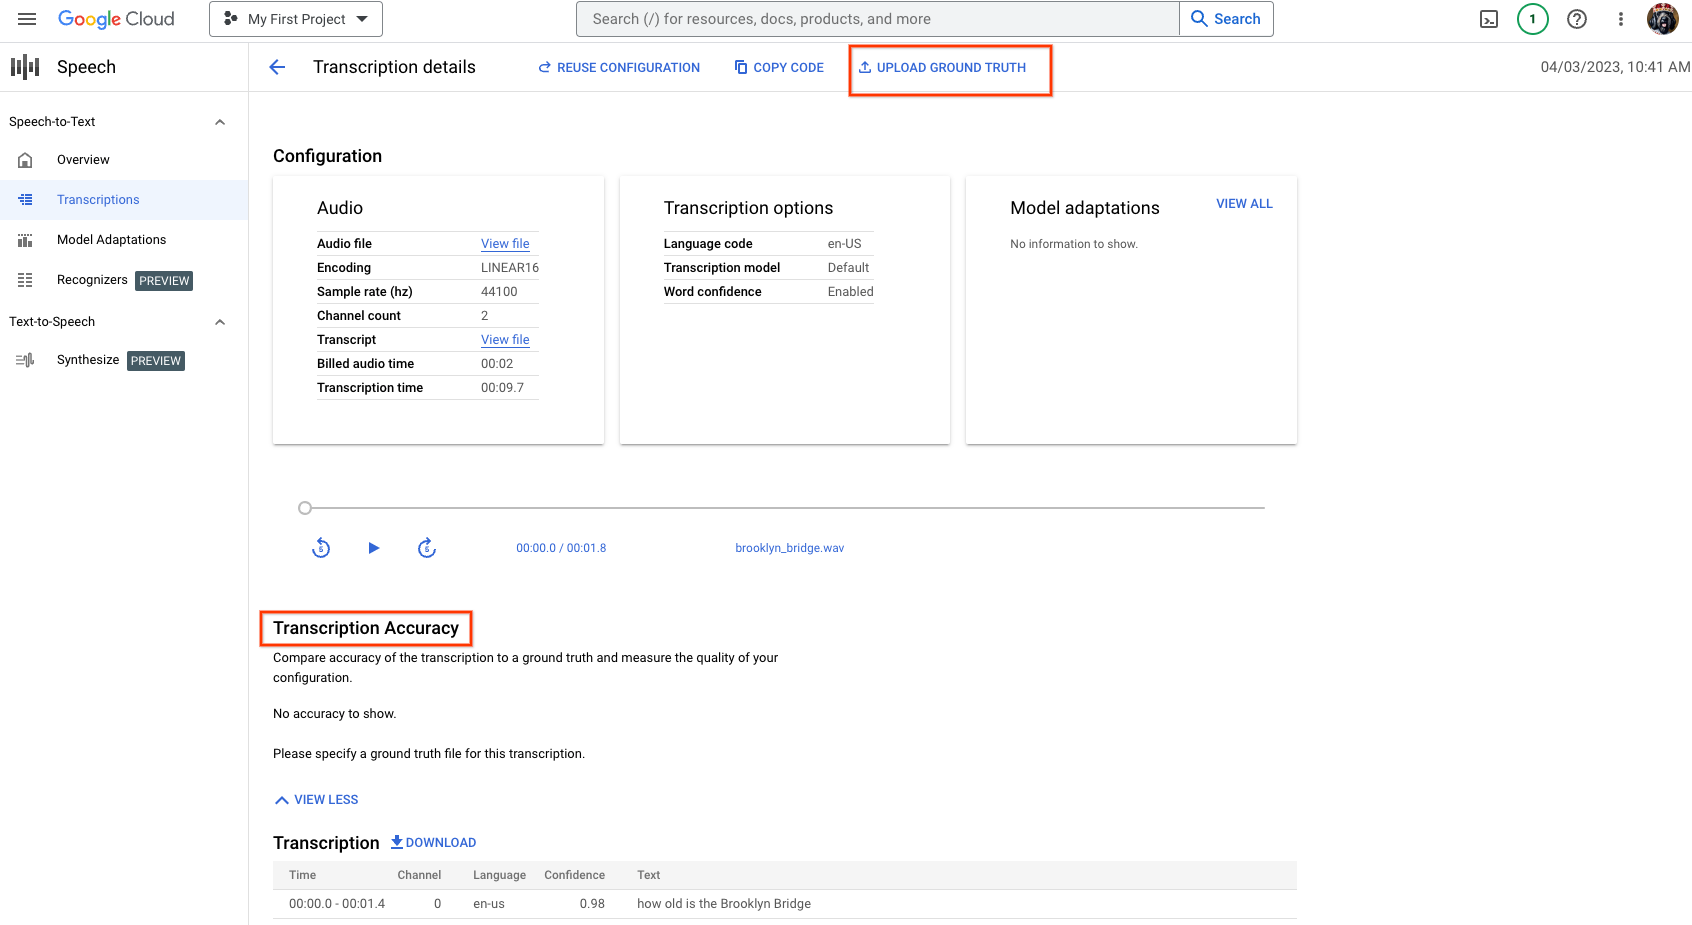 Google Cloud
My First Project
Search (/) for resources, docs, products, and more
Search
1
Speech
Transcription details
REUSE CONFIGURATION
COPY CODE
UPLOAD GROUND TRUTH
04/03/2023, 10:41 AM
Speech-to-Text
Overview
Transcriptions
Model Adaptations
Recognizers PREVIEW
Text-to-Speech
Synthesize PREVIEW
Configuration
Audio
Audio file View file
Encoding LINEAR16
Sample rate (hz) 44100
Channel count 2
Transcript View file
Billed audio time 00:02
Transcription time 00:09.7
Transcription options
Language code en-US
Transcription model Default
Word confidence Enabled
Model adaptations
VIEW ALL
No information to show.
5
5
00:00.0 / 00:01.8
brooklyn_bridge.wav
Transcription Accuracy
Compare accuracy of the transcription to a ground truth and measure the quality of your
configuration.
No accuracy to show.
Please specify a ground truth file for this transcription.
VIEW LESS
Transcription DOWNLOAD
Time Channel Language Confidence Text
00:00.0 - 00:01.4 0 en-us 0.98 how old is the Brooklyn Bridge